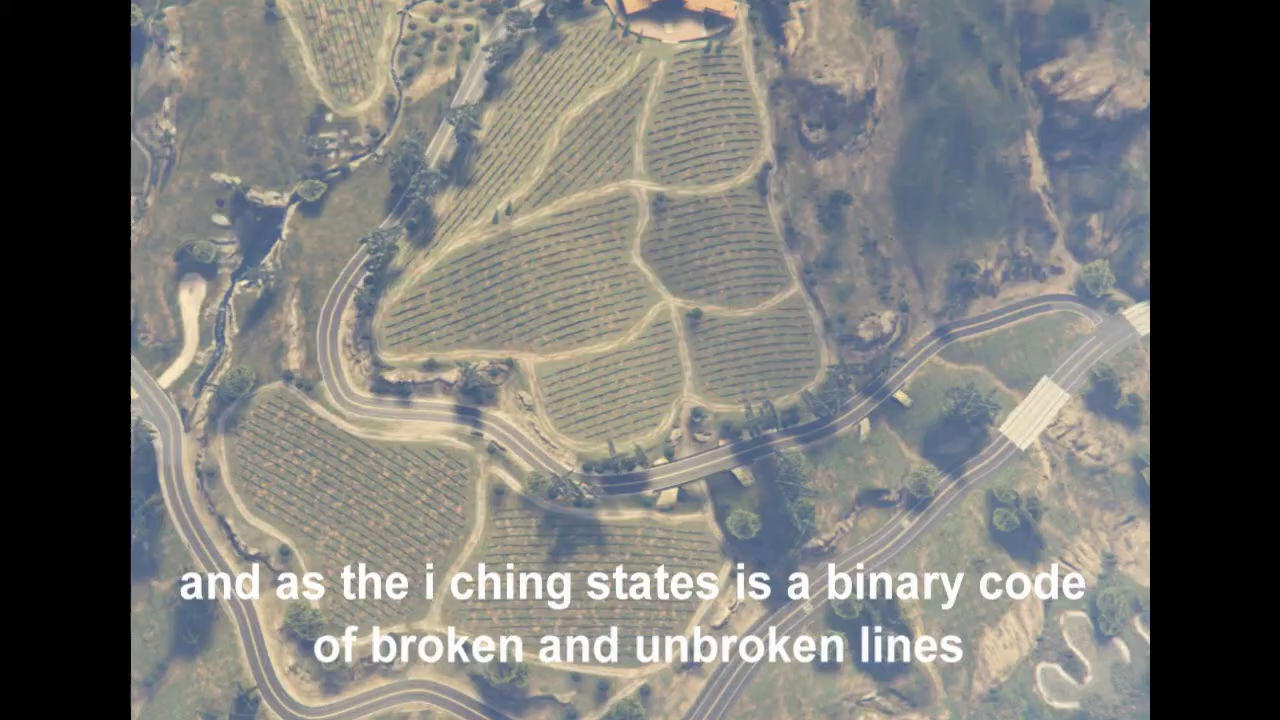 and as the i ching states is a binary code
of broken and unbroken lines